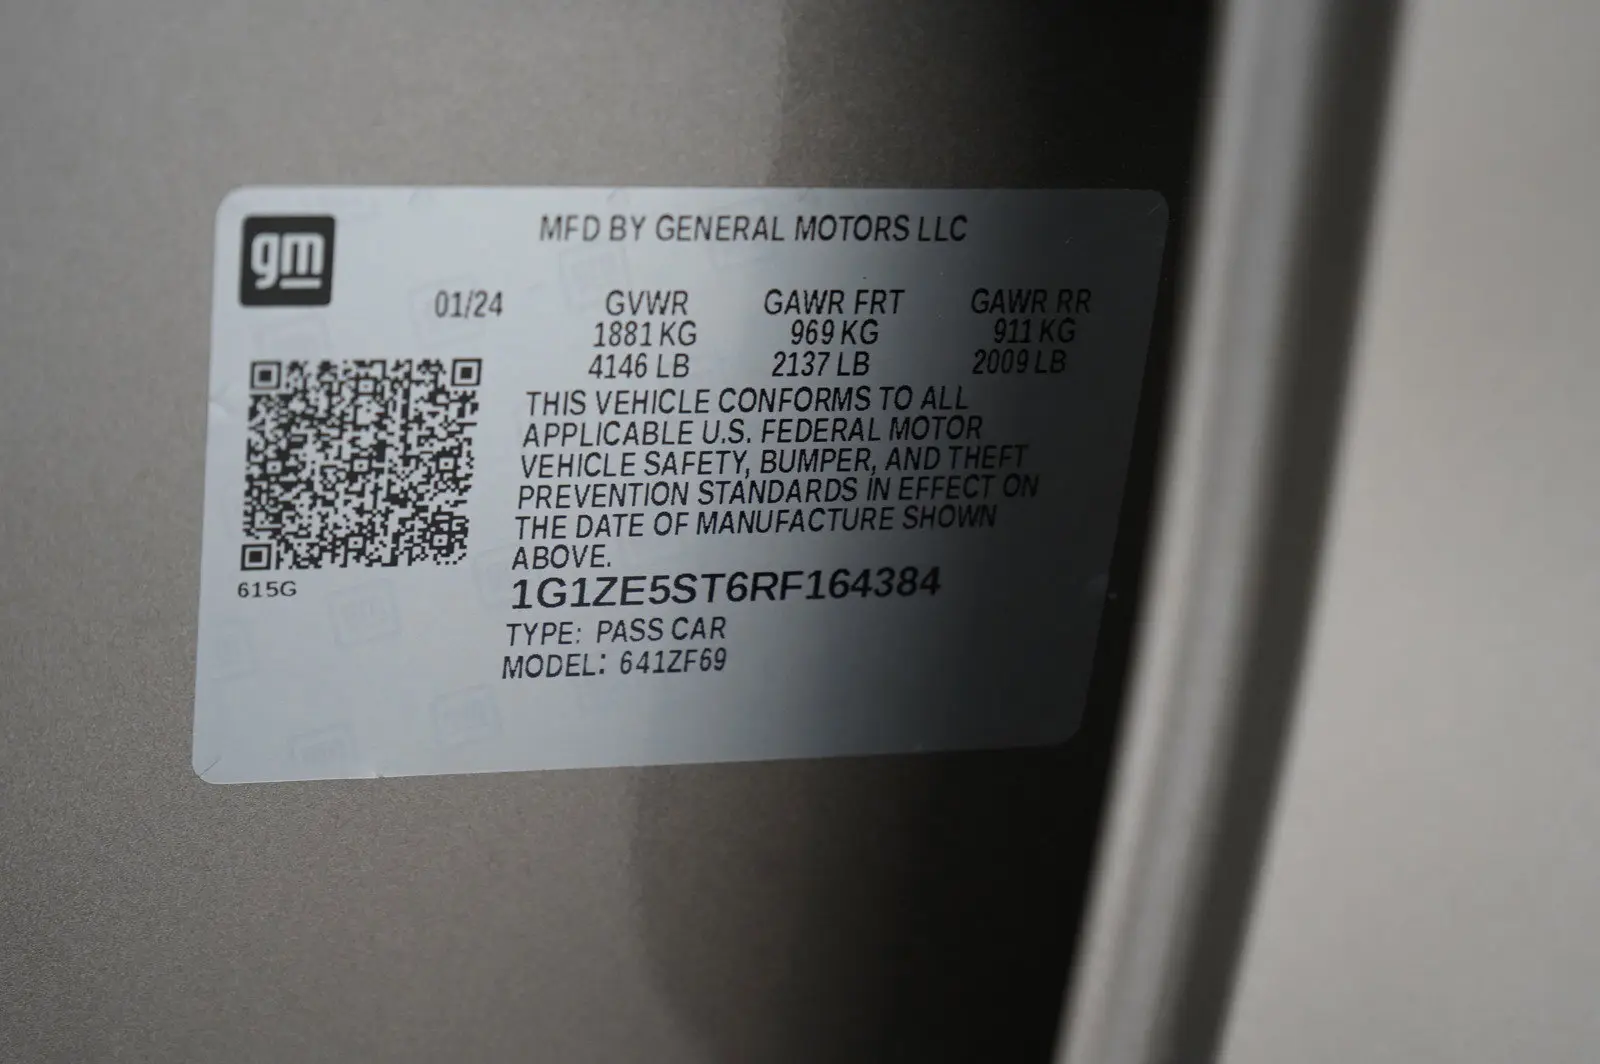 gm
MFD BY GENERAL MOTORS LLC
01/24 GVWR GAWR FRT GAWR RR
1881 KG 969 KG 911 KG
4146 LB 2137 LB 2009 LB
THIS VEHICLE CONFORMS TO ALL
APPLICABLE U.S. FEDERAL MOTOR
VEHICLE SAFETY, BUMPER, AND THEFT
PREVENTION STANDARDS IN EFFECT ON
THE DATE OF MANUFACTURE SHOWN
ABOVE.
615G
1G1ZE5ST6RF164384
TYPE: PASS CAR
MODEL: 641ZF69